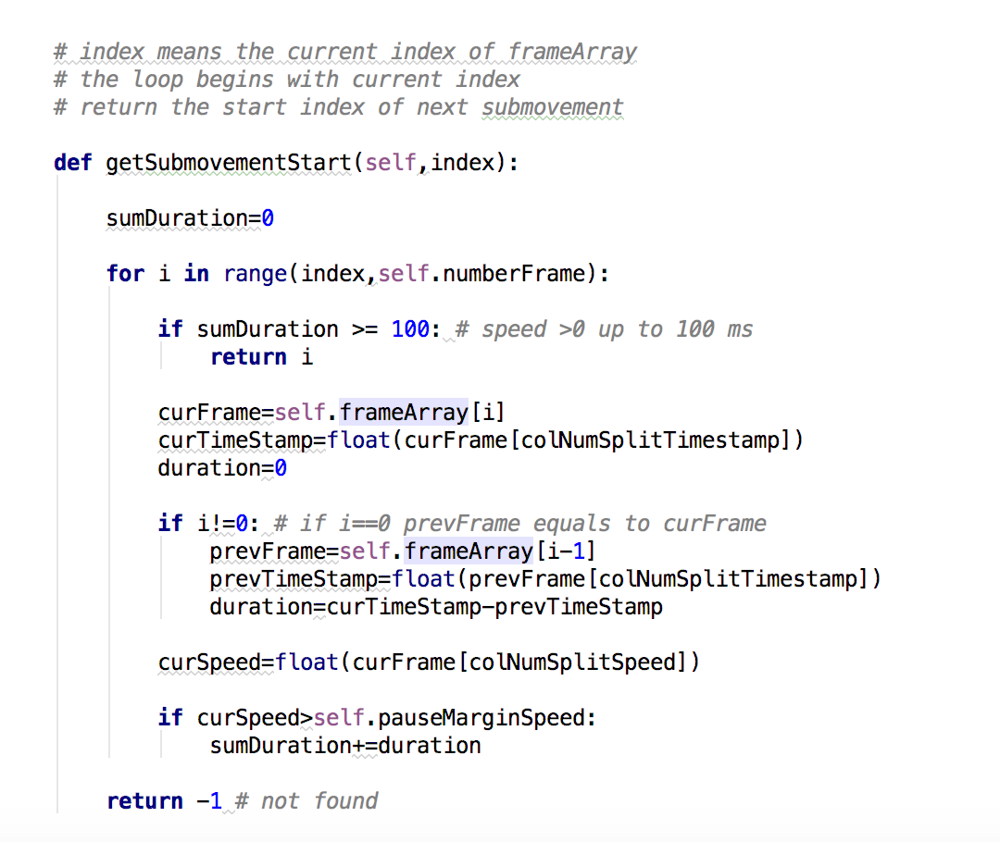 # index means the current index of frameArray
# the loop begins with current index
# return the start index of next submovement
def getSubmovementStart(self,index):
sumDuration=0
for i in range(index,self.numberFrame):
if sumDuration >= 100: # speed >0 up to 100 ms
return i
curFrame=self.frameArray[i]
curTimeStamp=float(curFrame[colNumSplitTimestamp])
duration=0
if i!=0: # if i==0 prevFrame equals to curFrame
prevFrame=self.frameArray[i-1]
prevTimeStamp=float(prevFrame[colNumSplitTimestamp])
duration=curTimeStamp-prevTimeStamp
curSpeed=float(curFrame[colNumSplitSpeed])
if curSpeed>self.pauseMarginSpeed:
sumDuration+=duration
return -1 # not found